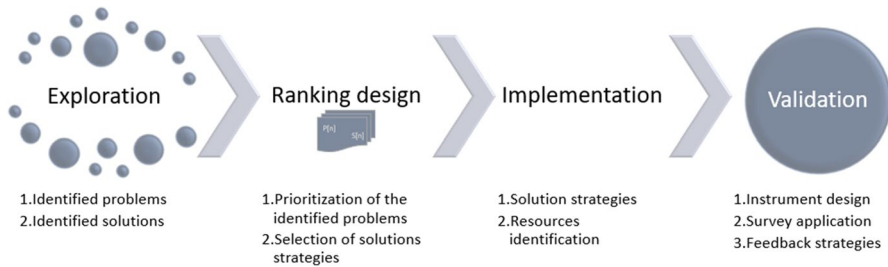 Exploration
1.Identified problems
2.Identified solutions
Ranking design
P[n]
S[n]
1.Prioritization of the
identified problems
2.Selection of solutions
strategies
Implementation
1.Solution strategies
2.Resources
identification
Validation
1.Instrument design
2.Survey application
3.Feedback strategies